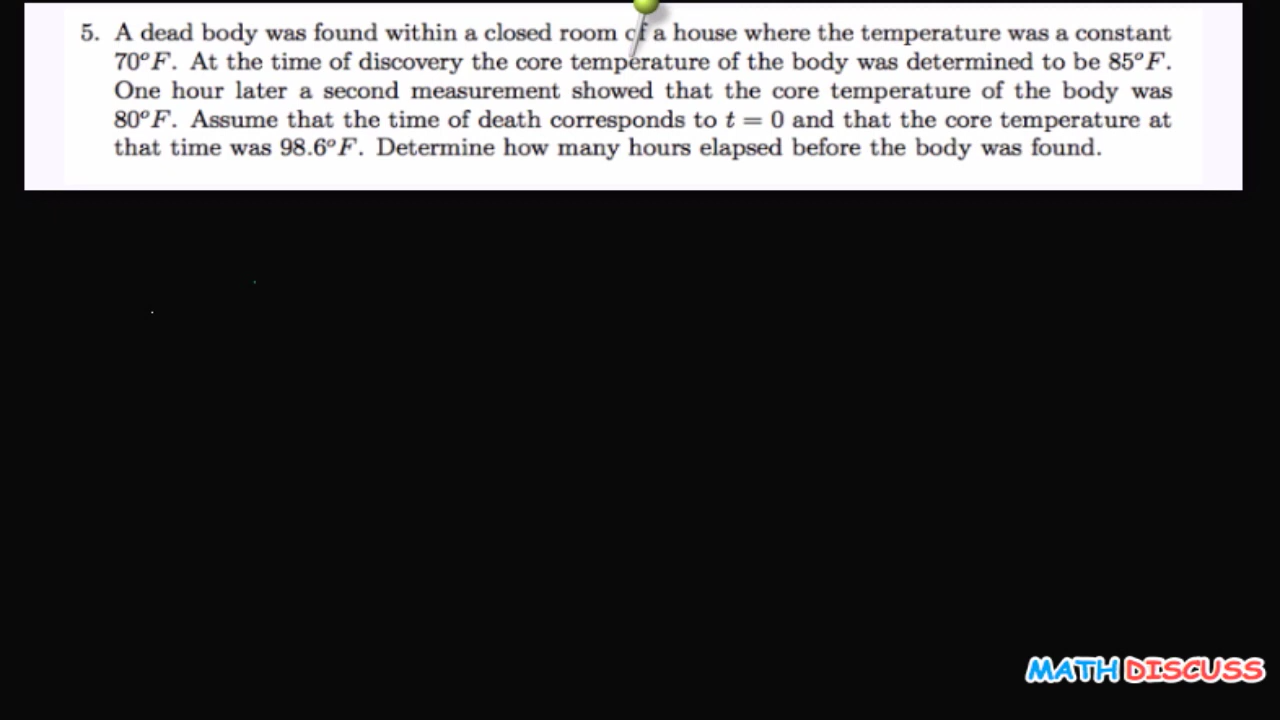 5. A dead body was found within a closed room of a house where the temperature was a constant
70°F. At the time of discovery the core temperature of the body was determined to be 85°F.
One hour later a second measurement showed that the core temperature of the body was
80°F. Assume that the time of death corresponds to t = 0 and that the core temperature at
that time was 98.6°F. Determine how many hours elapsed before the body was found.
MATH DISCUSS